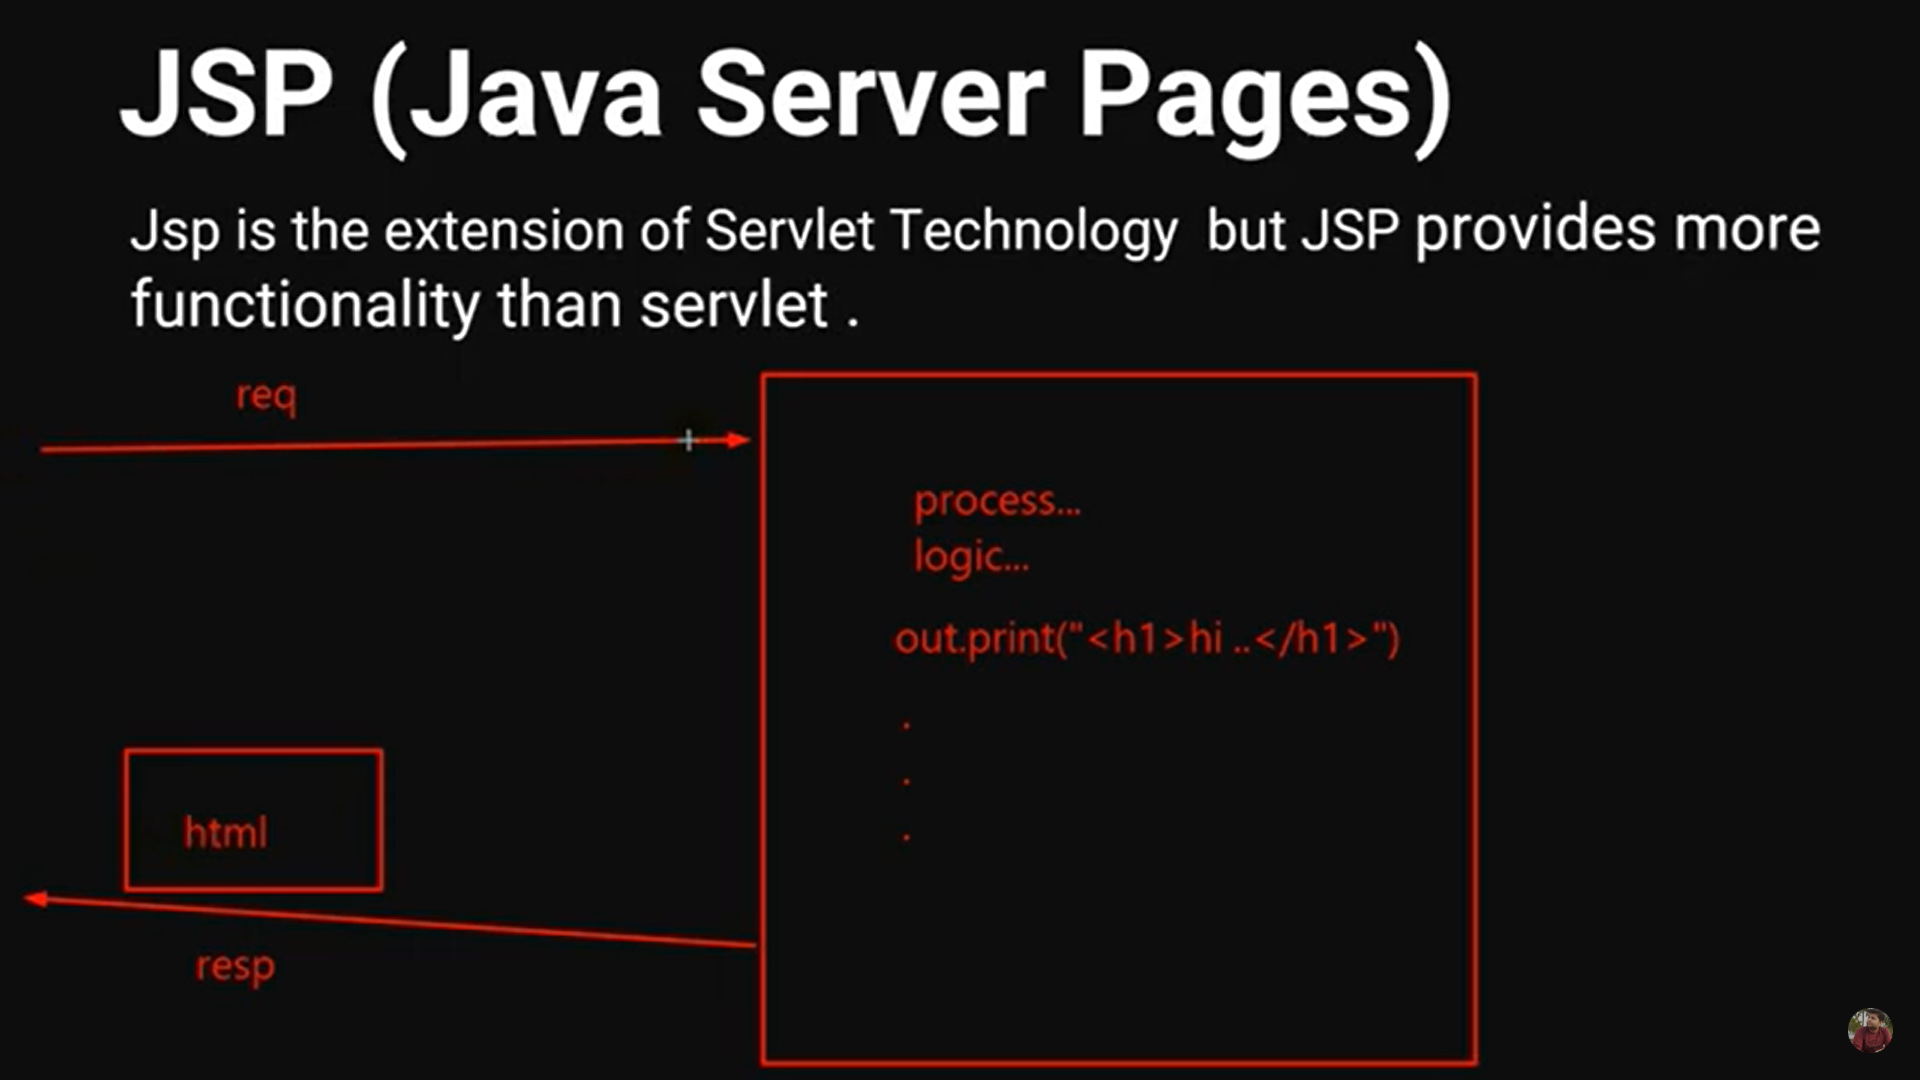 JSP (Java Server Pages)
Jsp is the extension of Servlet Technology but JSP provides more
functionality than servlet .
req
process...
logic...
out.print("<h1>hi ..</h1>")
.
.
.
html
resp